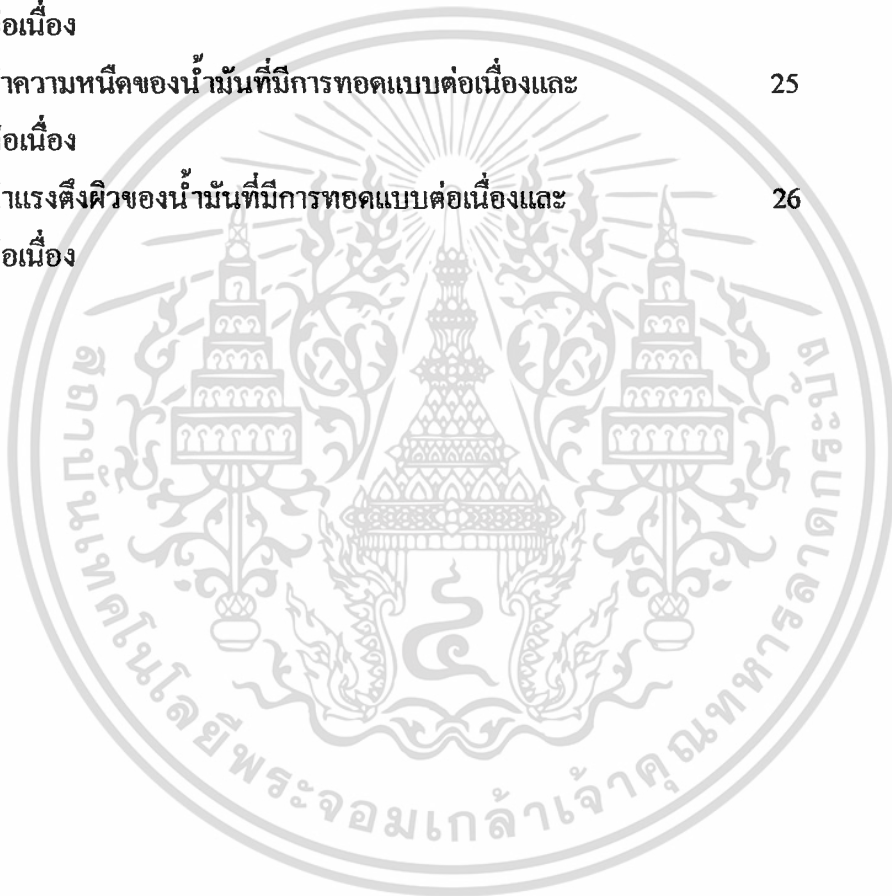 อเนื่อง
าความหนืดของน้ำมันที่มีการทอดแบบต่อเนื่องและ 25
อเนื่อง
าแรงตึงผิวของน้ำมันที่มีการทอดแบบต่อเนื่องและ 26
อเนื่อง
สถาบันเทคโนโลยีพระจอมเกล้าเจ้าคุณทหารลาดกระบัง